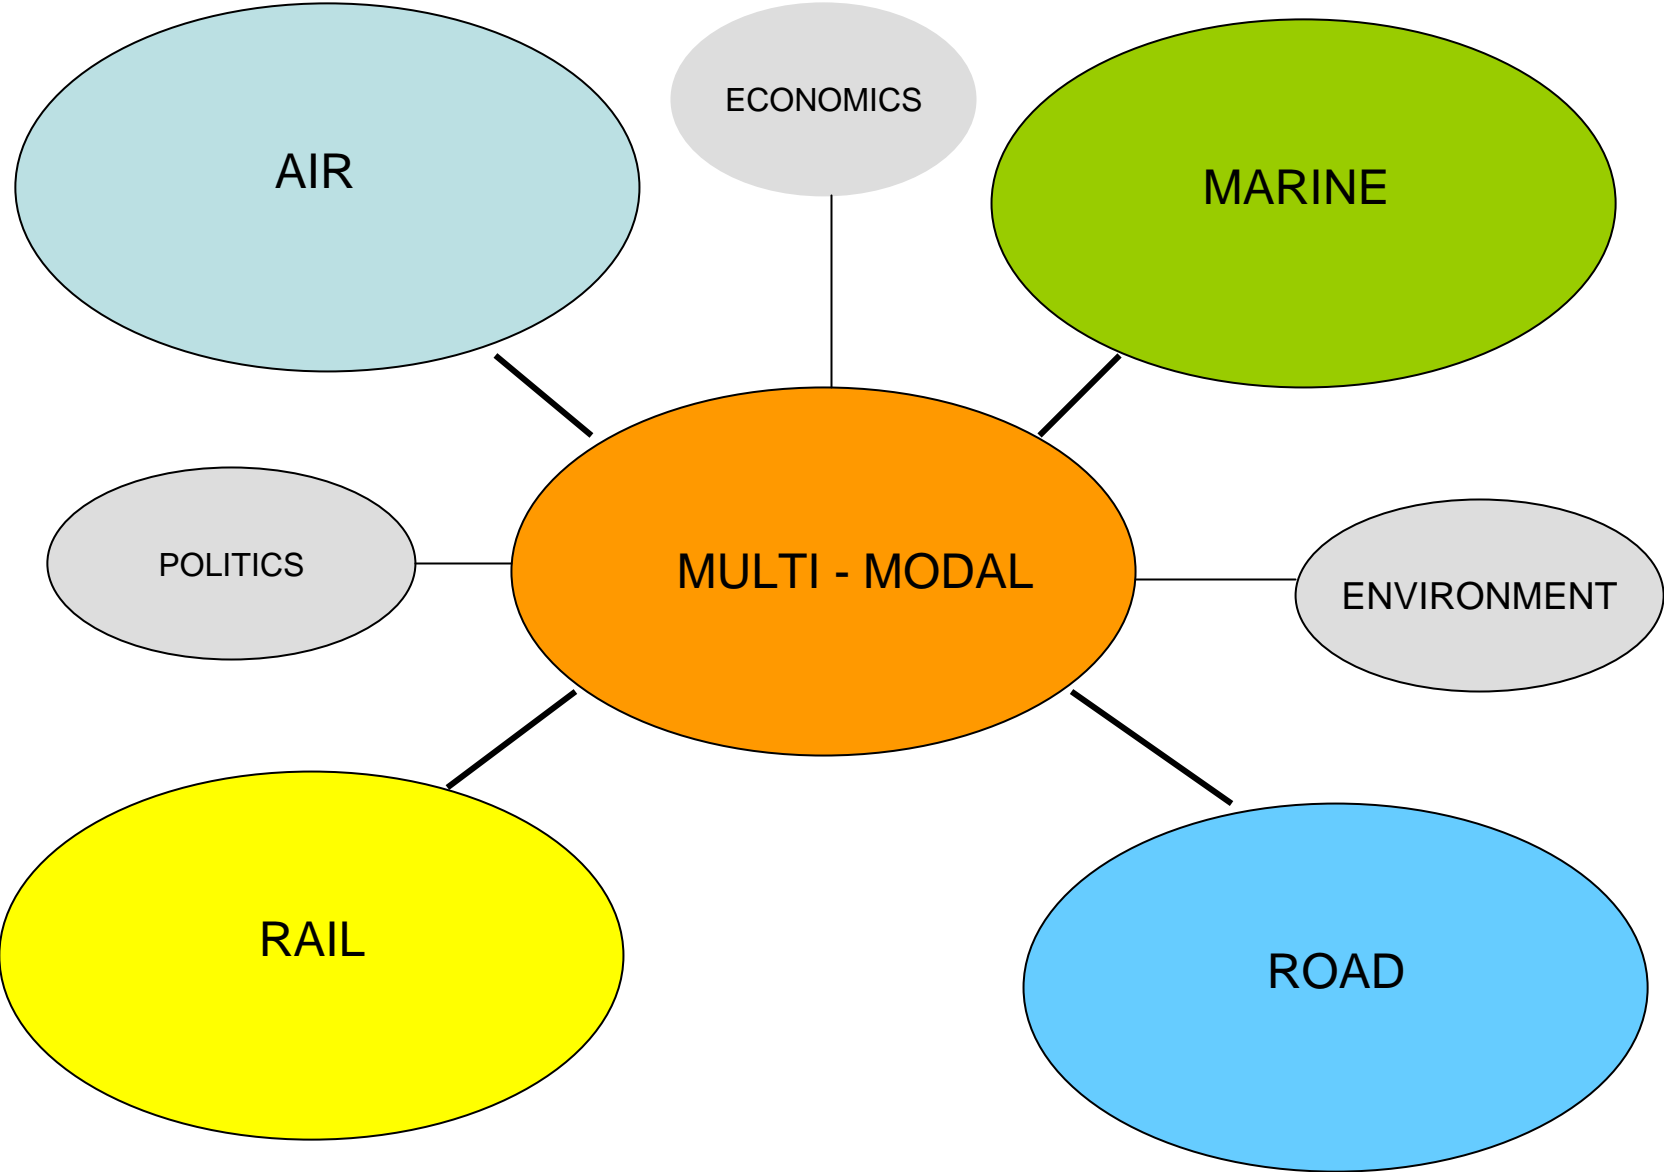 AIR
ECONOMICS
MARINE
POLITICS
MULTI - MODAL
ENVIRONMENT
RAIL
ROAD